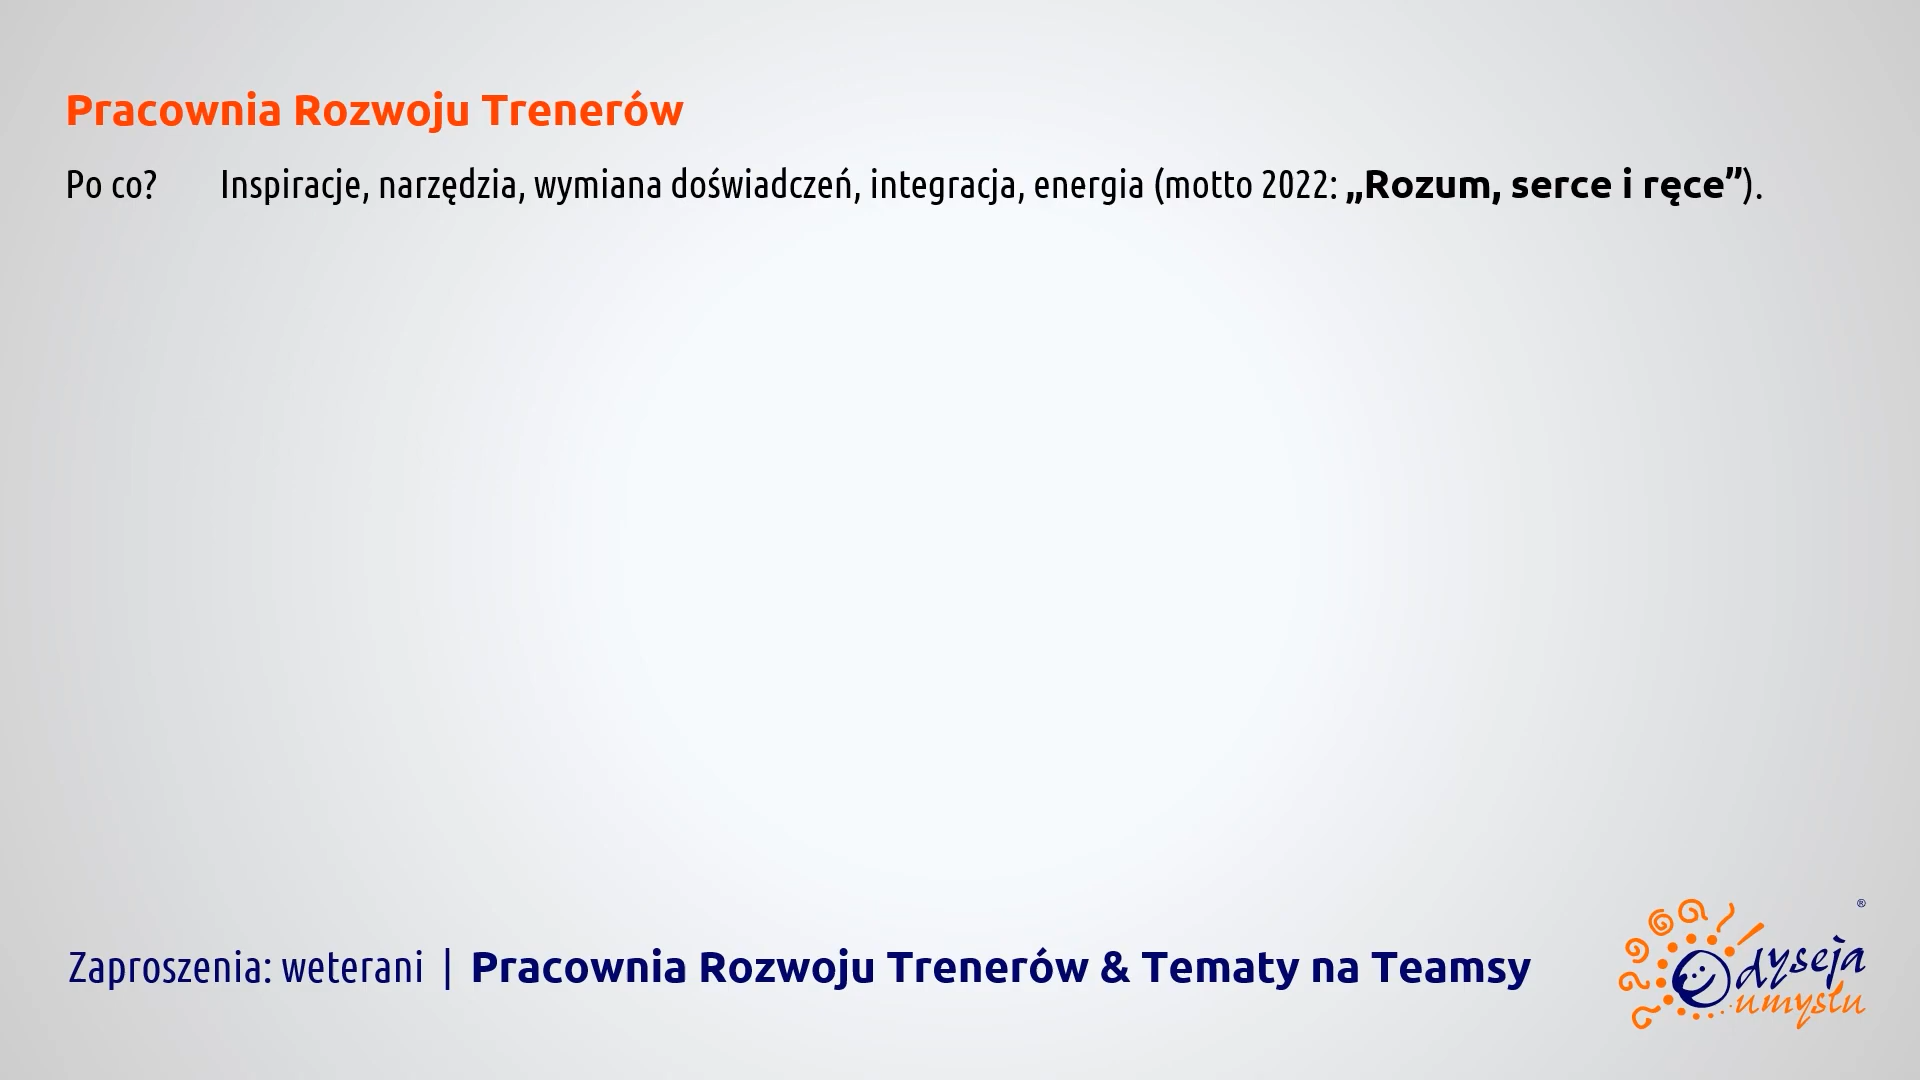 Pracownia Rozwoju Trenerów
Po co? Inspiracje, narzędzia, wymiana doświadczeń, integracja, energia (motto 2022: „Rozum, serce i ręce”).
Zaproszenia: weterani | Pracownia Rozwoju Trenerów & Tematy na Teamsy
®
Odyseja
umysłu